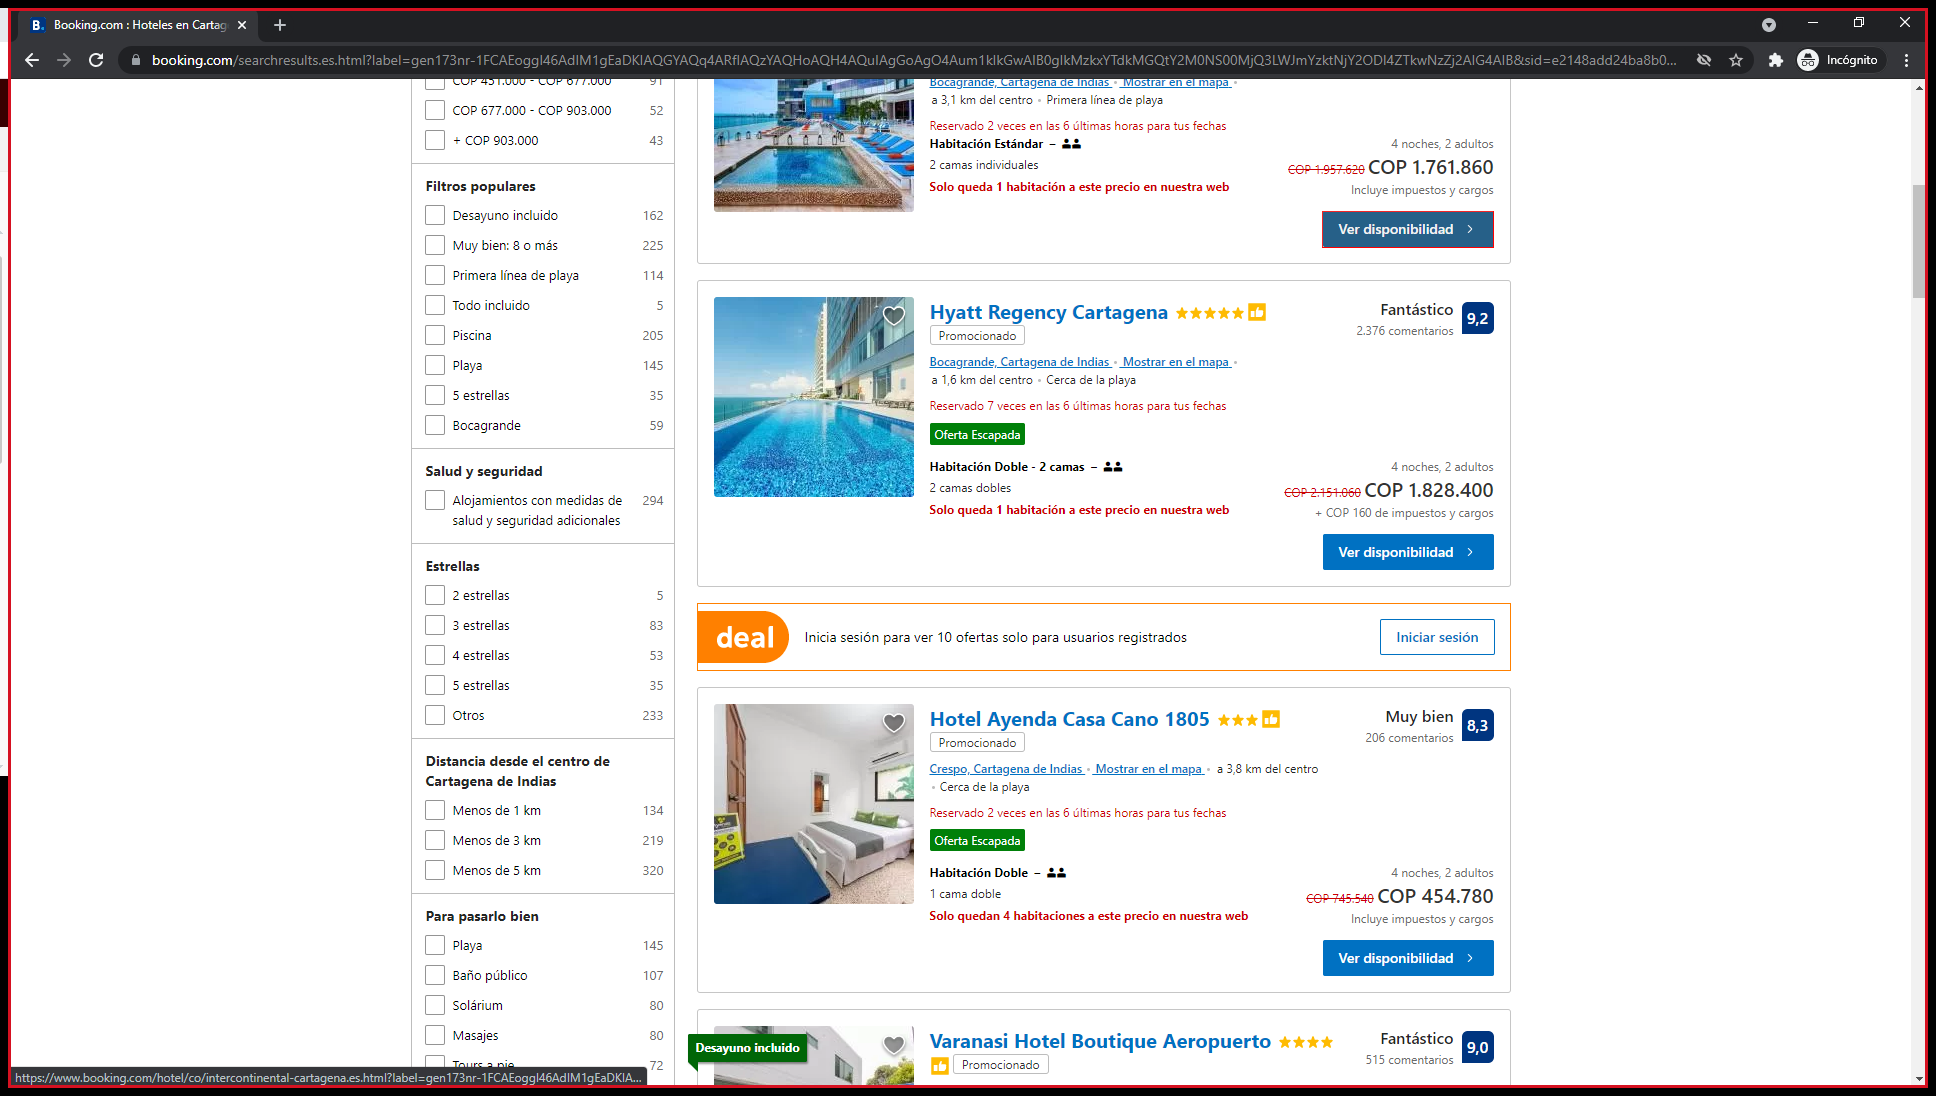 B. Booking.com : Hoteles en Cartag
booking.com/searchresults.es.html?label=gen173nr-1FCAEoggI46AdIM1gEaDKIAQGYAQq4ARfIAQzYAQHoAQH4AQuIAgGoAgO4Aum1kIkGwAIB0gIkMzkxYTdkMGQtY2M0NS00MjQ3LWJmYzktNjY2ODI4ZTkwNzZj2AIG4AIB&sid=e2148add24ba8b0...
Incógnito
COP 451.000 - COP 677.000 91
COP 677.000 - COP 903.000 52
+ COP 903.000 43
Filtros populares
Desayuno incluido 162
Muy bien: 8 o más 225
Primera línea de playa 114
Todo incluido 5
Piscina 205
Playa 145
5 estrellas 35
Bocagrande 59
Salud y seguridad
Alojamientos con medidas de 294
salud y seguridad adicionales
Estrellas
2 estrellas 5
3 estrellas 83
4 estrellas 53
5 estrellas 35
Otros 233
Distancia desde el centro de
Cartagena de Indias
Menos de 1 km 134
Menos de 3 km 219
Menos de 5 km 320
Para pasarlo bien
Playa 145
Baño público 107
Solárium 80
Masajes 80
Tours a pie 72
Bocagrande, Cartagena de Indias • Mostrar en el mapa •
a 3,1 km del centro • Primera línea de playa
Reservado 2 veces en las 6 últimas horas para tus fechas
Habitación Estándar –
2 camas individuales
Solo queda 1 habitación a este precio en nuestra web
4 noches, 2 adultos
COP 1.957.620 COP 1.761.860
Incluye impuestos y cargos
Ver disponibilidad
Hyatt Regency Cartagena
Promocionado
Fantástico 9,2
2.376 comentarios
Bocagrande, Cartagena de Indias • Mostrar en el mapa •
a 1,6 km del centro • Cerca de la playa
Reservado 7 veces en las 6 últimas horas para tus fechas
Oferta Escapada
Habitación Doble - 2 camas –
2 camas dobles
Solo queda 1 habitación a este precio en nuestra web
4 noches, 2 adultos
COP 2.151.060 COP 1.828.400
+ COP 160 de impuestos y cargos
Ver disponibilidad
deal Inicia sesión para ver 10 ofertas solo para usuarios registrados Iniciar sesión
Hotel Ayenda Casa Cano 1805
Promocionado
Muy bien 8,3
206 comentarios
Crespo, Cartagena de Indias • Mostrar en el mapa • a 3,8 km del centro
• Cerca de la playa
Reservado 2 veces en las 6 últimas horas para tus fechas
Oferta Escapada
Habitación Doble –
1 cama doble
Solo quedan 4 habitaciones a este precio en nuestra web
4 noches, 2 adultos
COP 745.540 COP 454.780
Incluye impuestos y cargos
Ver disponibilidad
Desayuno incluido
Varanasi Hotel Boutique Aeropuerto
Promocionado
Fantástico 9,0
515 comentarios
https://www.booking.com/hotel/co/intercontinental-cartagena.es.html?label=gen173nr-1FCAEoggI46AdIM1gEaDKIA...